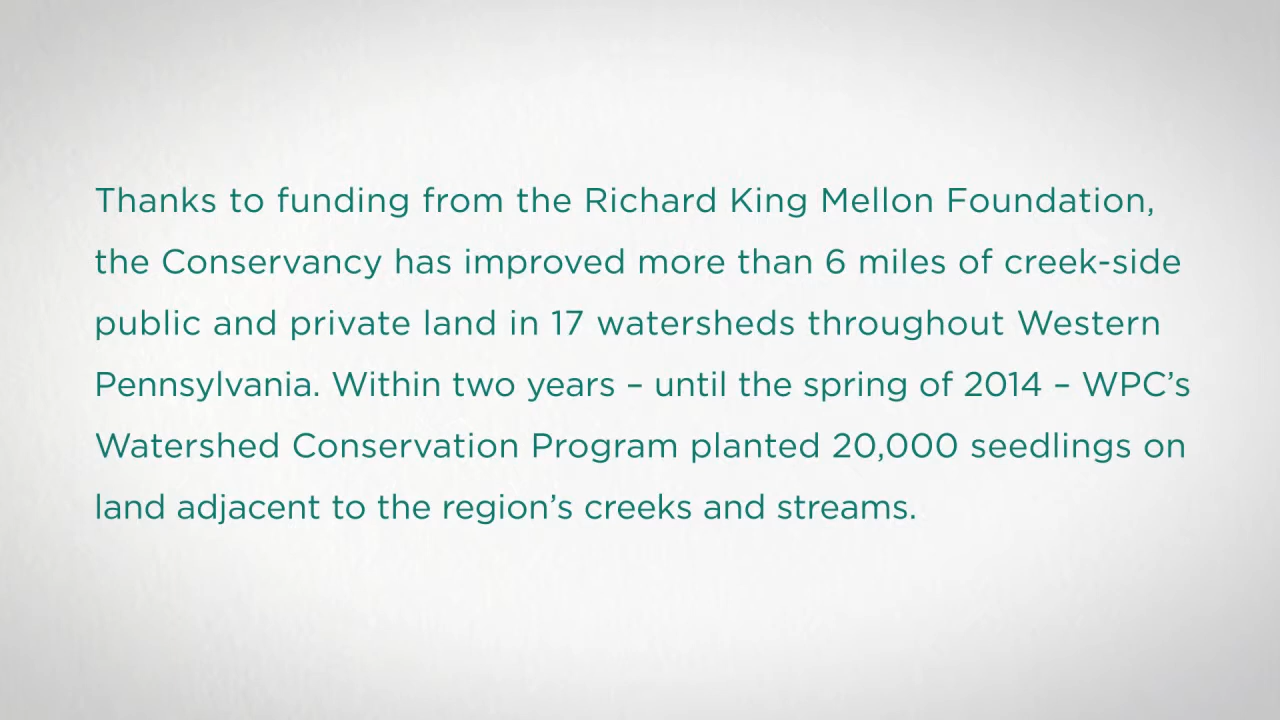 Thanks to funding from the Richard King Mellon Foundation,
the Conservancy has improved more than 6 miles of creek-side
public and private land in 17 watersheds throughout Western
Pennsylvania. Within two years – until the spring of 2014 – WPC’s
Watershed Conservation Program planted 20,000 seedlings on
land adjacent to the region’s creeks and streams.